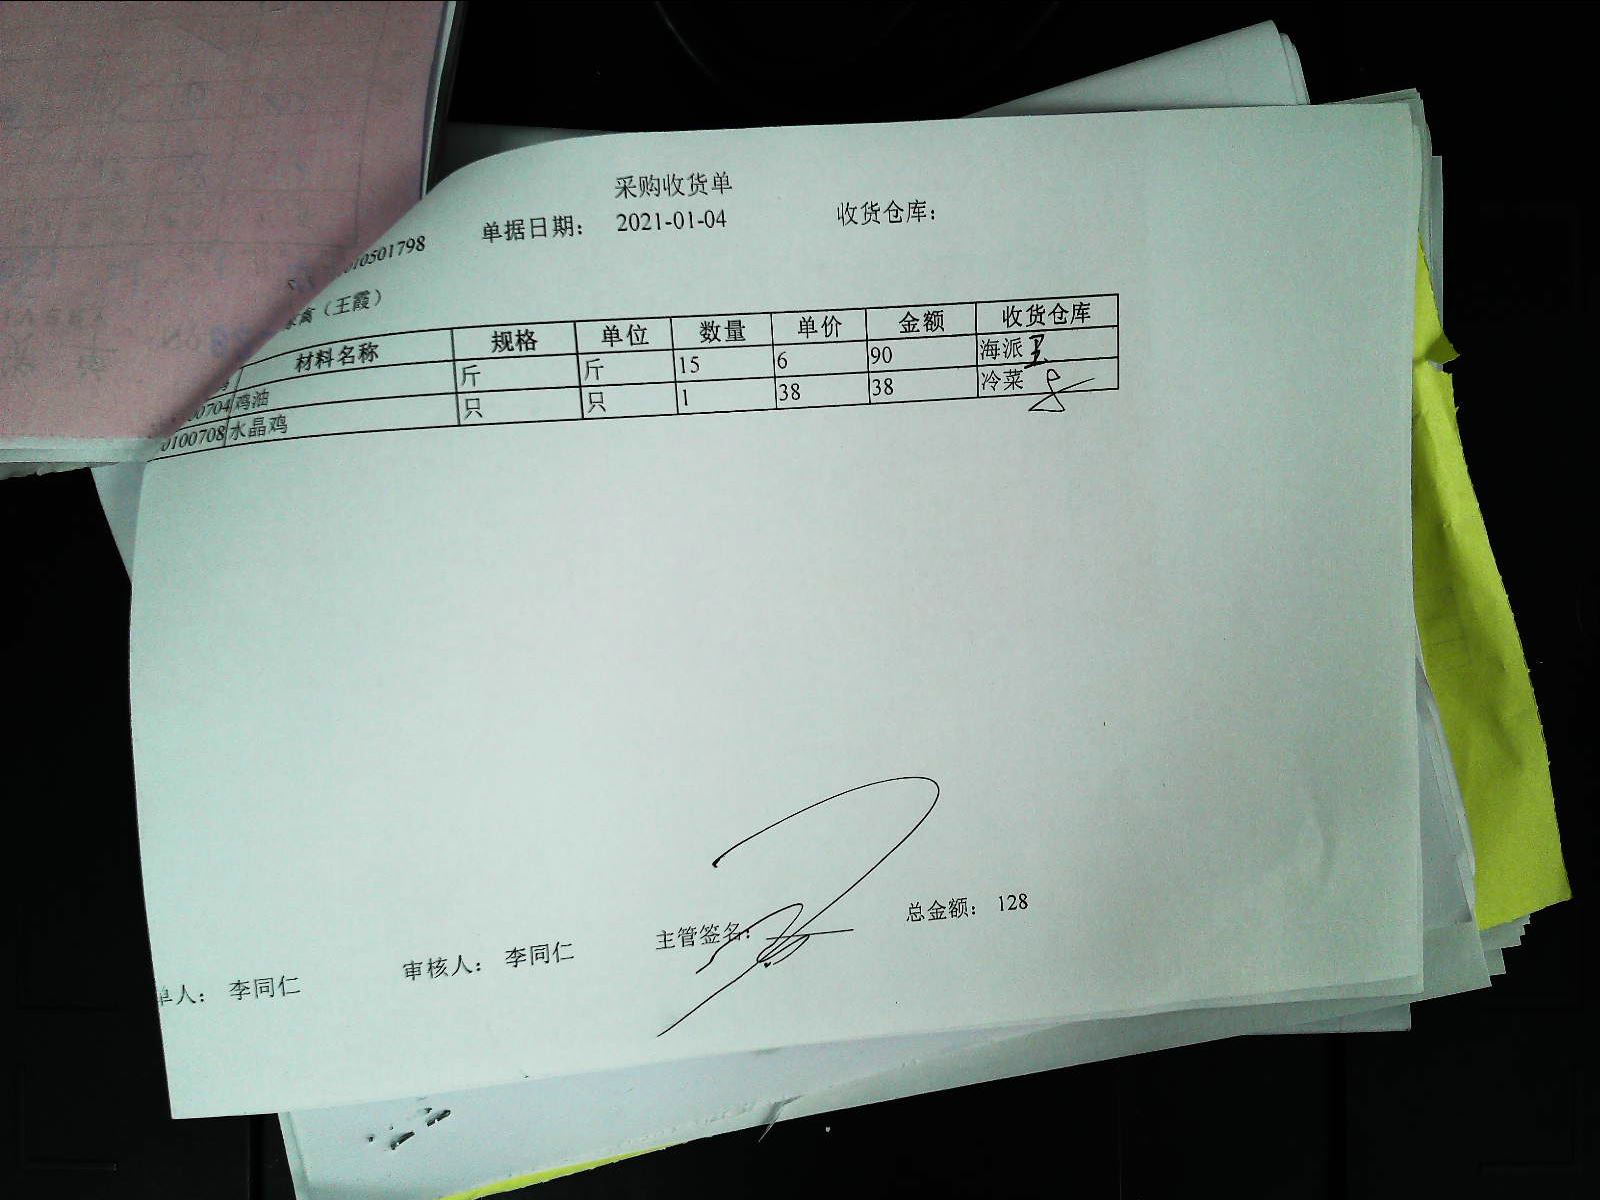 采购收货单
010501798 单据日期： 2021-01-04 收货仓库：
禽（王霞）
材料名称 规格 单位 数量 单价 金额 收货仓库
00704 鸡油 斤 斤 15 6 90 海派
0100708 水晶鸡 只 只 1 38 38 冷菜
单人： 李同仁 审核人： 李同仁 主管签名： 总金额： 128